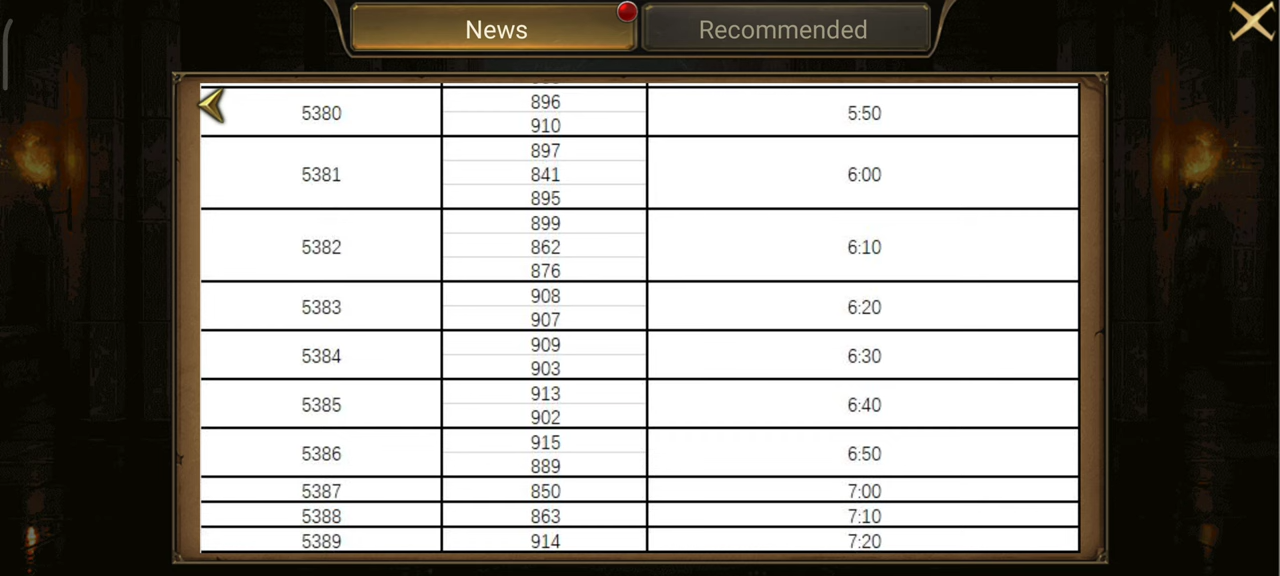 News
Recommended
5380 896 910 5:50
5381 897 841 895 6:00
5382 899 862 876 6:10
5383 908 907 6:20
5384 909 903 6:30
5385 913 902 6:40
5386 915 889 6:50
5387 850 7:00
5388 863 7:10
5389 914 7:20